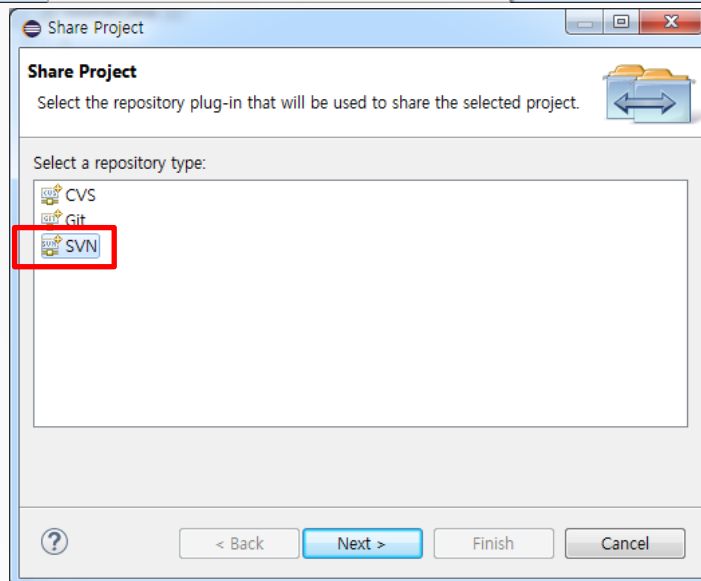 Share Project
Share Project
Select the repository plug-in that will be used to share the selected project.
Select a repository type:
CVS
Git
SVN
< Back Next > Finish Cancel